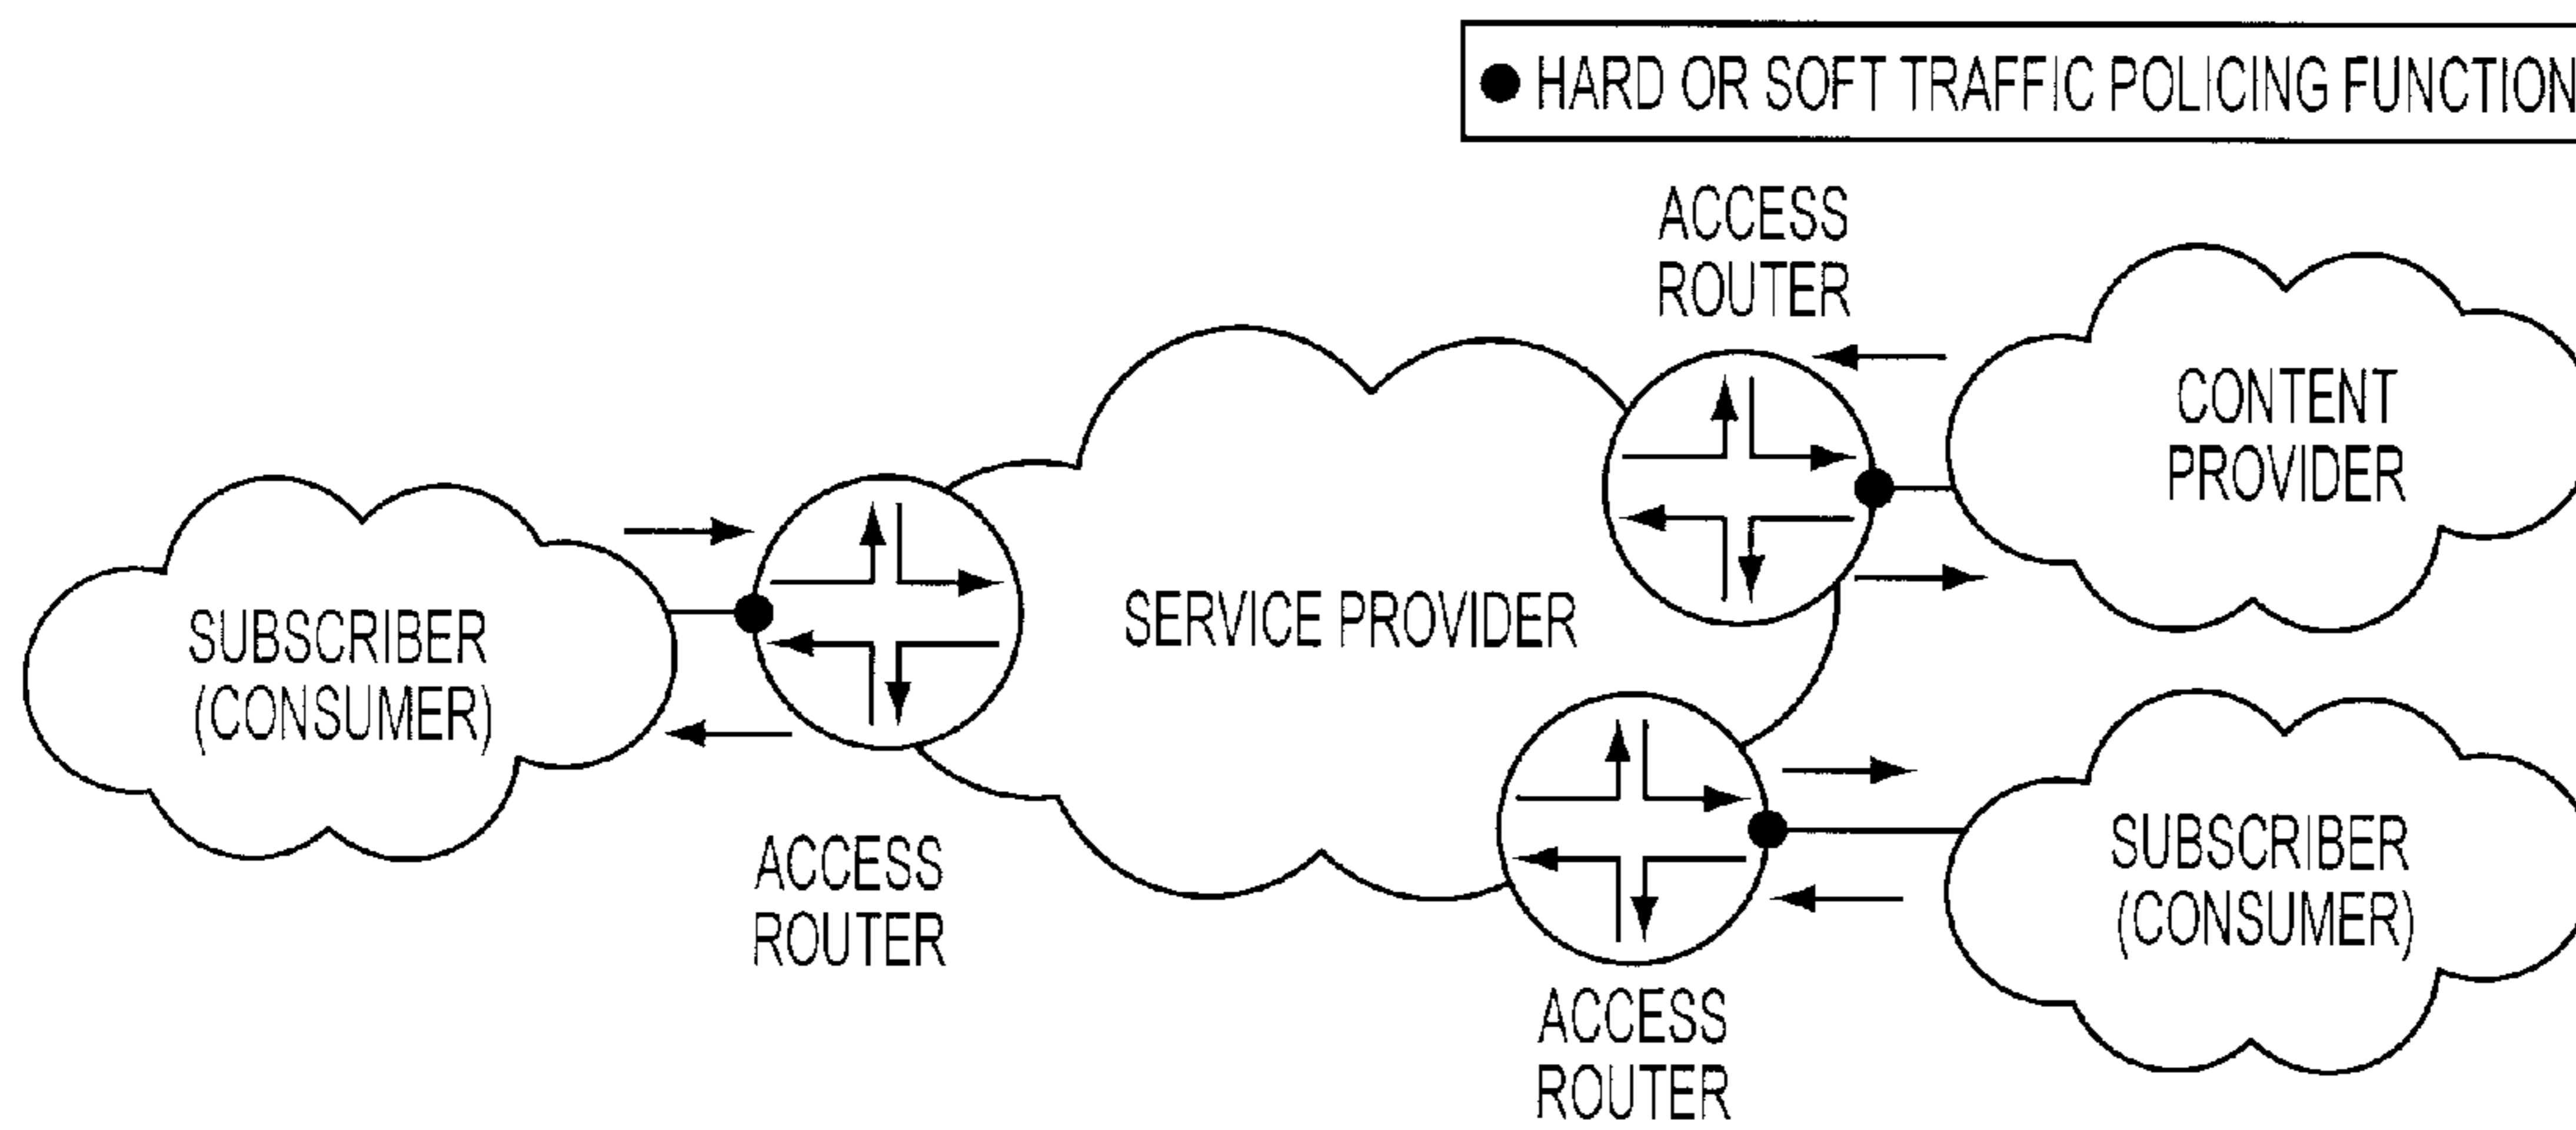 HARD OR SOFT TRAFFIC POLICING FUNCTION
ACCESS
ROUTER
CONTENT
PROVIDER
SERVICE PROVIDER
SUBSCRIBER
(CONSUMER)
ACCESS
ROUTER
SUBSCRIBER
(CONSUMER)
ACCESS
ROUTER